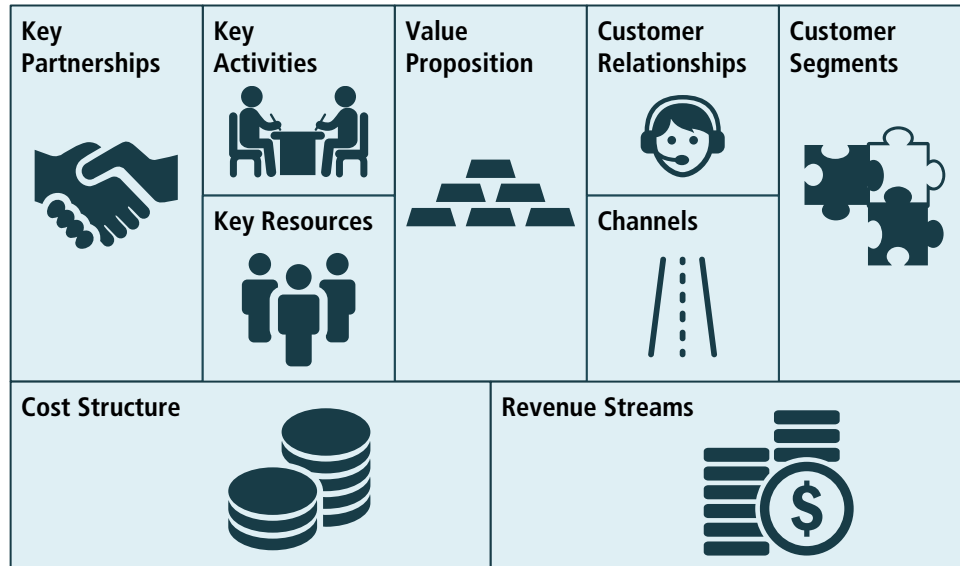 Key
Partnerships
Key
Activities
Key Resources
Value
Proposition
Customer
Relationships
Channels
Customer
Segments
Cost Structure
Revenue Streams
$